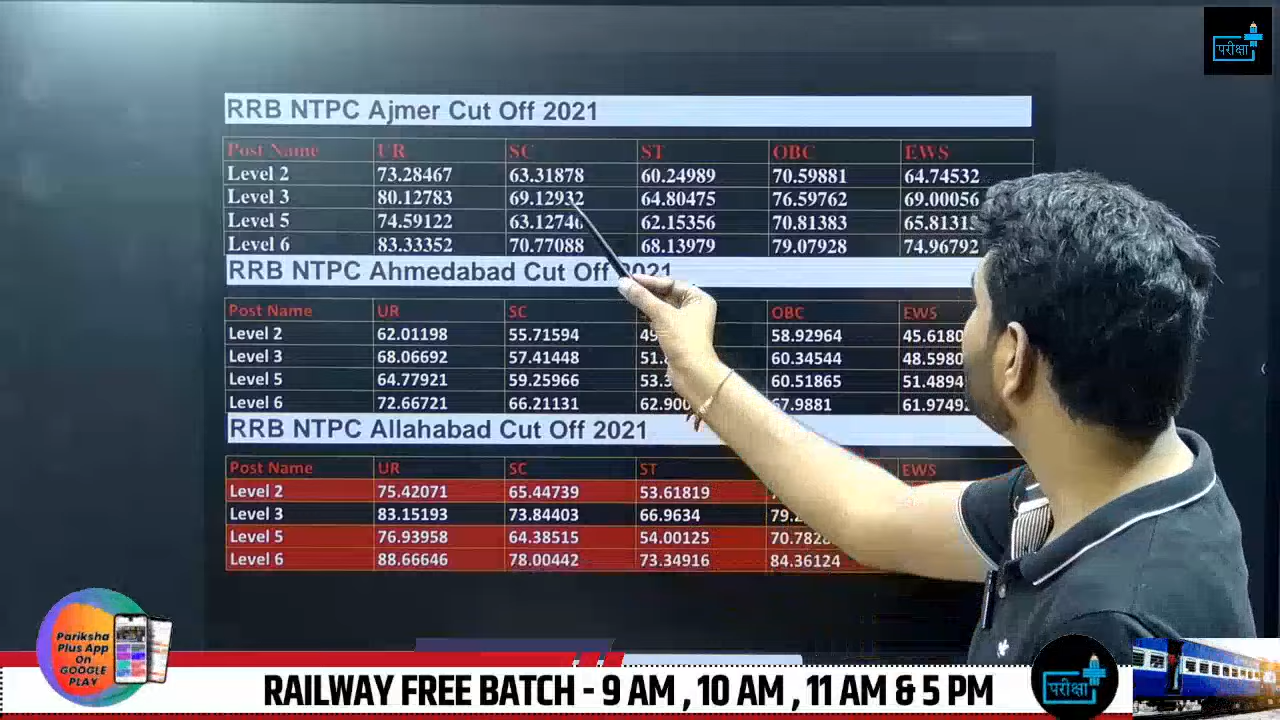 परीक्षा
RRB NTPC Ajmer Cut Off 2021
Post Name UR SC ST OBC EWS
Level 2 73.28467 63.31878 60.24989 70.59881 64.74532
Level 3 80.12783 69.12932 64.80475 76.59762 69.00056
Level 5 74.59122 63.12746 62.15356 70.81383 65.81313
Level 6 83.33352 70.77088 68.13979 79.07928 74.96792
RRB NTPC Ahmedabad Cut Off 2021
Post Name UR SC OBC EWS
Level 2 62.01198 55.71594 58.92964
Level 3 68.06692 57.41448 60.34544
Level 5 64.77921 59.25966 60.51865
Level 6 72.66721 66.21131 67.9881
RRB NTPC Allahabad Cut Off 2021
Post Name UR SC ST EWS
Level 2 75.42071 65.44739 53.61819
Level 3 83.15193 73.84403 66.9634
Level 5 76.93958 64.38515 54.00125
Level 6 88.66646 78.00442 73.34916 84.36124
Pariksha
Plus App
On
GOOGLE
PLAY
RAILWAY FREE BATCH - 9 AM , 10 AM , 11 AM & 5 PM
परीक्षा